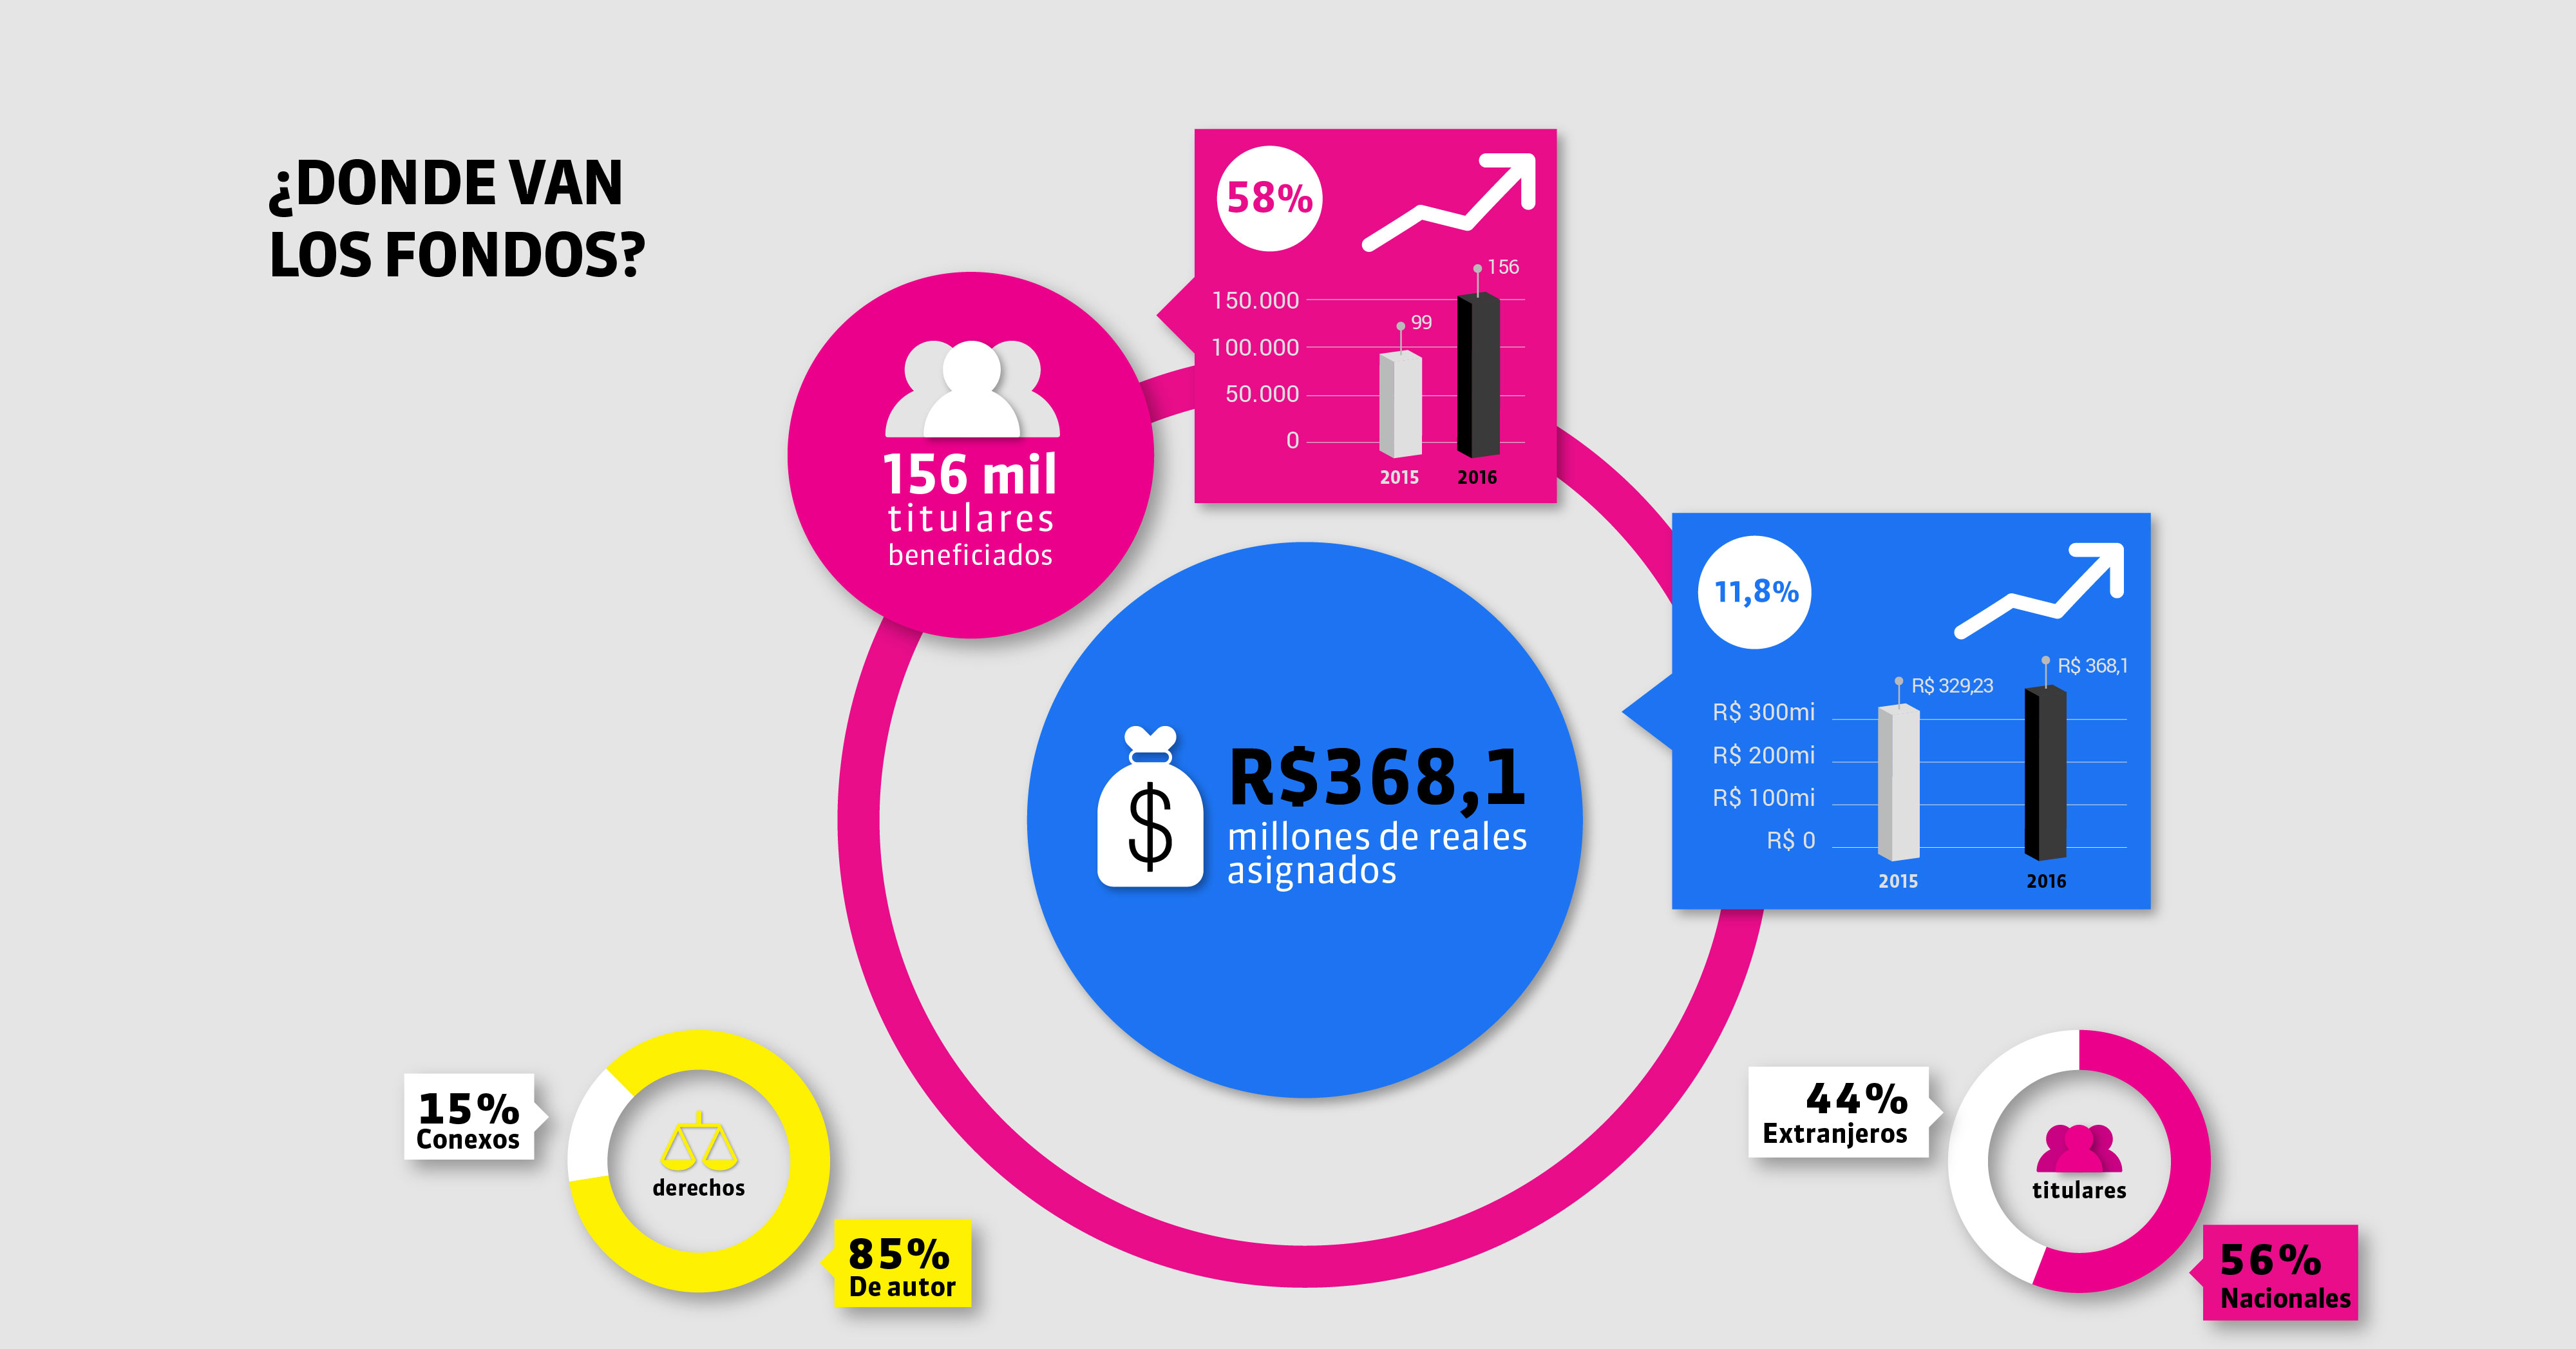 ¿DONDE VAN
LOS FONDOS?
156 mil
titulares
beneficiados
58%
156
99
150.000
100.000
50.000
0
2015 2016
$
R$368,1
millones de reales
asignados
11,8%
R$ 368,1
R$ 329,23
R$ 300mi
R$ 200mi
R$ 100mi
R$ 0
2015 2016
15%
Conexos
derechos
85%
De autor
44%
Extranjeros
titulares
56%
Nacionales